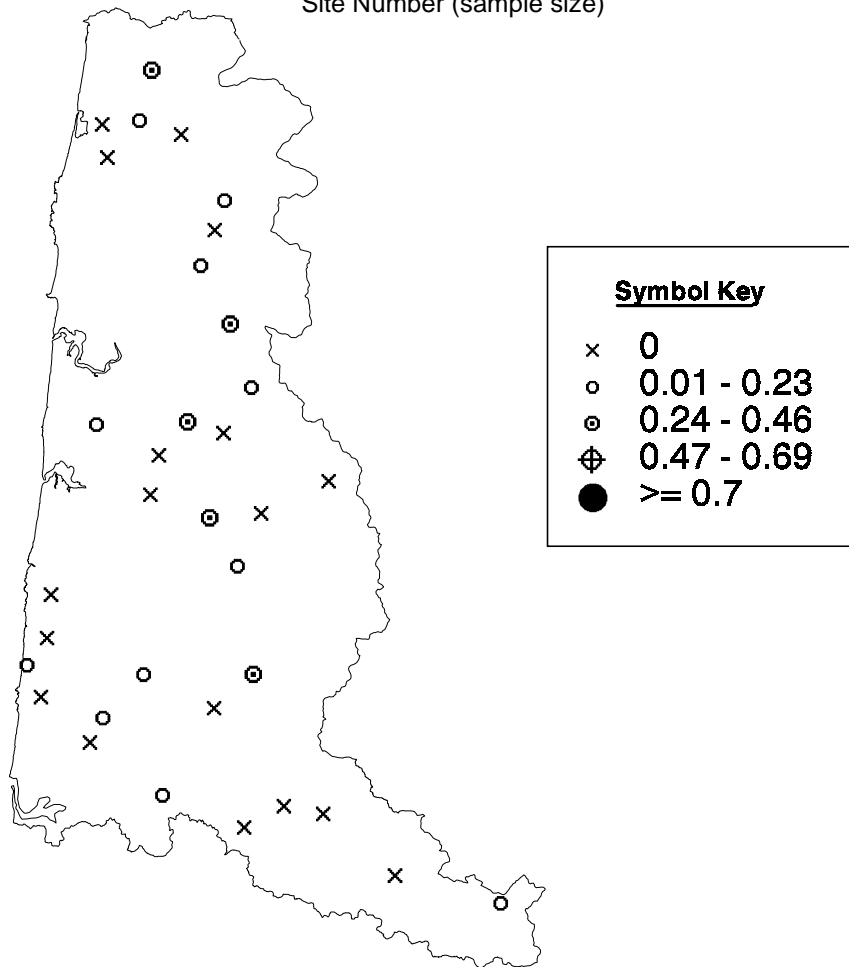 Site Number (sample size)
Symbol Key
0
0.01 - 0.23
0.24 - 0.46
0.47 - 0.69
>= 0.7